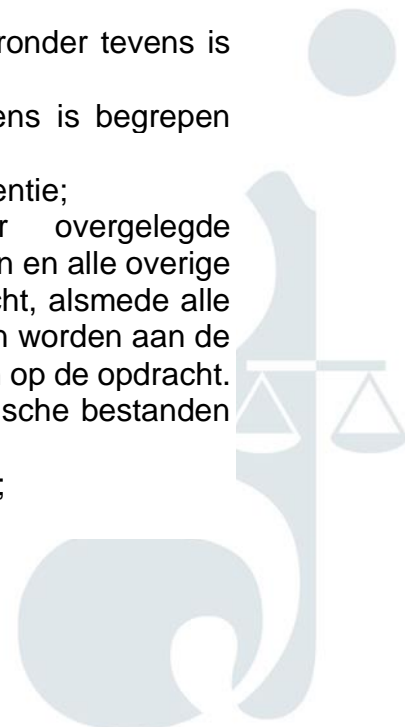 ronder tevens is
ens is begrepen
entie;
r overgelegde
n en alle overige
cht, alsmede alle
n worden aan de
op de opdracht.
ische bestanden
;